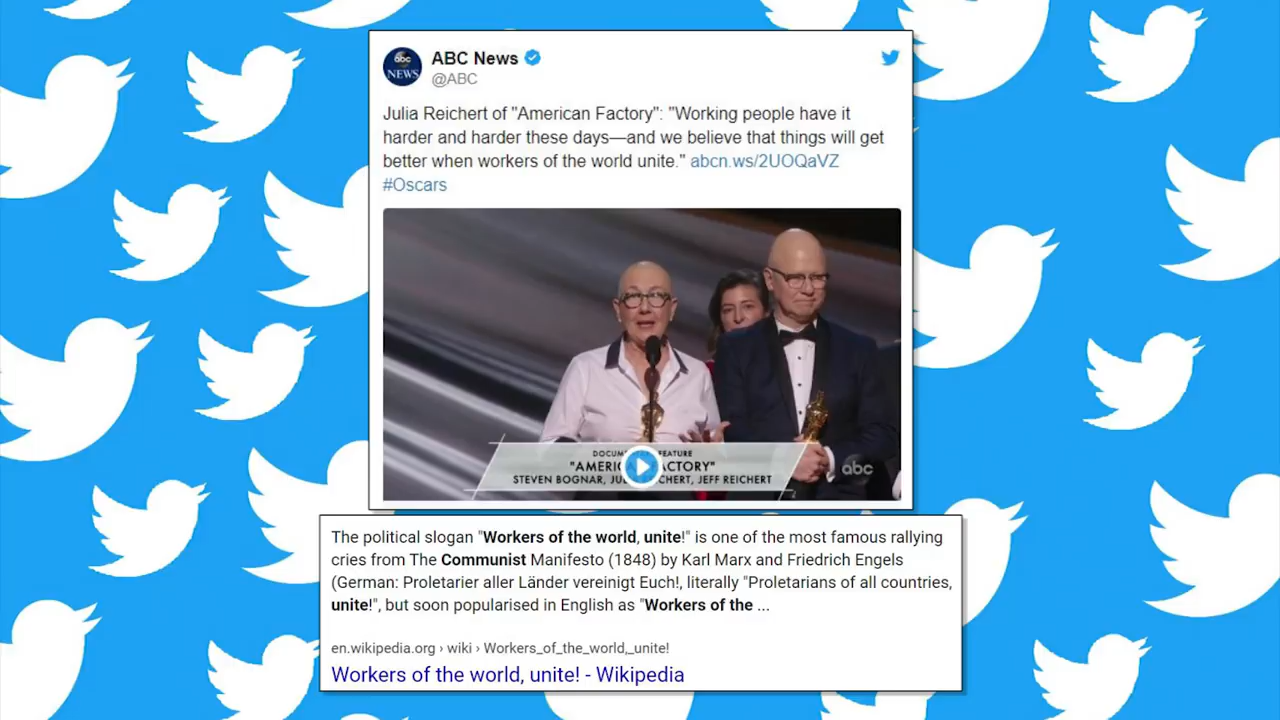 ABC News
@ABC
abc
NEWS
Julia Reichert of "American Factory": "Working people have it
harder and harder these days—and we believe that things will get
better when workers of the world unite." abcn.ws/2UOQaVZ
#Oscars
FEATURE
STEVEN BOGNAR, JEFF REICHERT
abc
The political slogan "Workers of the world, unite!" is one of the most famous rallying
cries from The Communist Manifesto (1848) by Karl Marx and Friedrich Engels
(German: Proletarier aller Länder vereinigt Euch!, literally "Proletarians of all countries,
unite!", but soon popularised in English as "Workers of the ...
en.wikipedia.org › wiki › Workers_of_the_world,_unite!
Workers of the world, unite! - Wikipedia